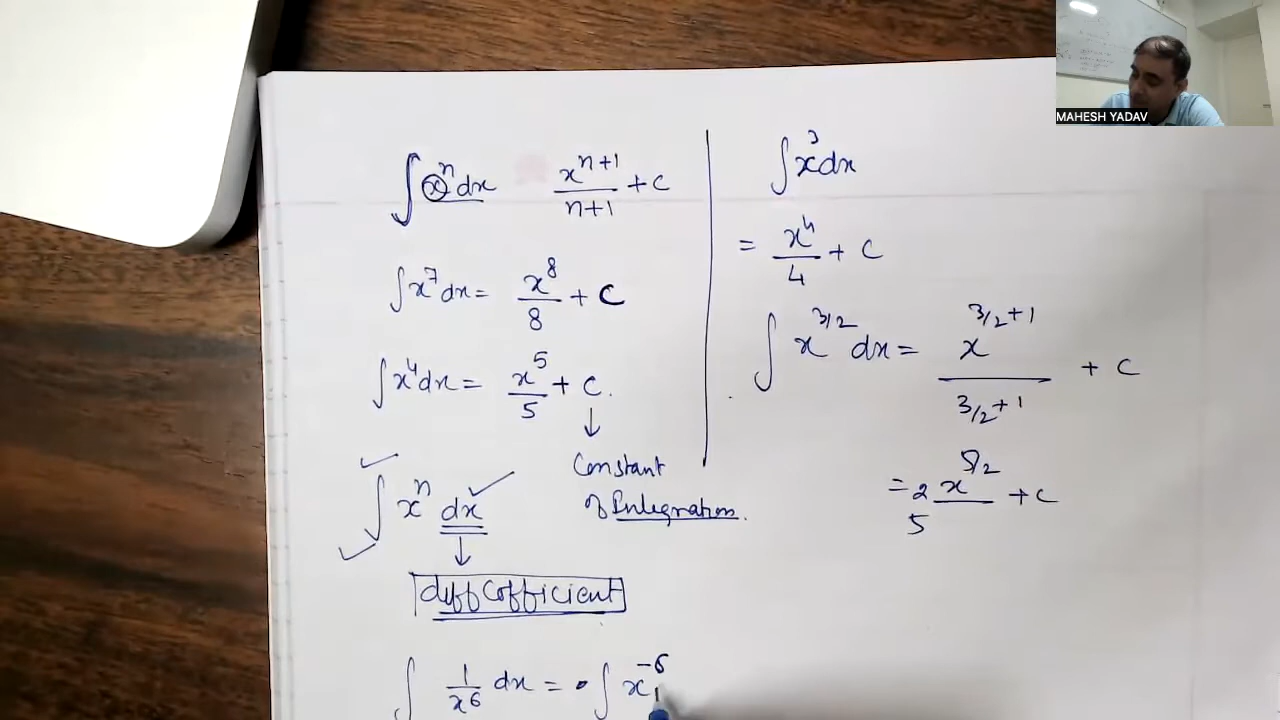 MAHESH YADAV
∫xⁿdx xⁿ⁺¹/n+1 + C
∫x⁷dx = x⁸/8 + C
∫x⁴dx = x⁵/5 + C.
↓
Constant
of Integration.
∫xⁿ dx
↓
diff Cofficient
∫ 1/x⁶ dx = ∫ x⁻⁶
∫x³dx
= x⁴/4 + C
∫ x^3/2 dx = x^3/2+1 / 3/2+1 + C
= 2/5 x^5/2 + C